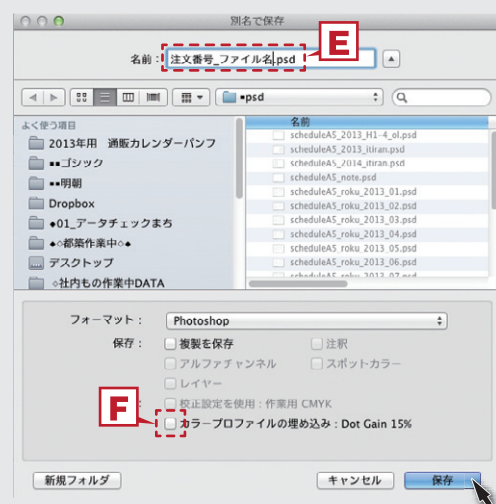 別名で保存
E
名前：注文番号_ファイル名.psd
▪psd
よく使う項目
2013年用　通販カレンダーパンフ
▪▪ゴシック
▪▪明朝
Dropbox
◆01_データチェックまち
◆◇都築作業中◇◆
デスクトップ
◇社内もの作業中DATA
名前
scheduleA5_2013_H1-4_ol.psd
scheduleA5_2013_itiran.psd
scheduleA5_2014_itiran.psd
scheduleA5_note.psd
scheduleA5_roku_2013_01.psd
scheduleA5_roku_2013_02.psd
scheduleA5_roku_2013_03.psd
scheduleA5_roku_2013_04.psd
scheduleA5_roku_2013_05.psd
scheduleA5_roku_2013_06.psd
scheduleA5_roku_2013_07.psd
フォーマット： Photoshop
保存： 複製を保存 注釈
アルファチャンネル スポットカラー
レイヤー
F
： 校正設定を使用：作業用 CMYK
カラープロファイルの埋め込み：Dot Gain 15%
新規フォルダ キャンセル 保存